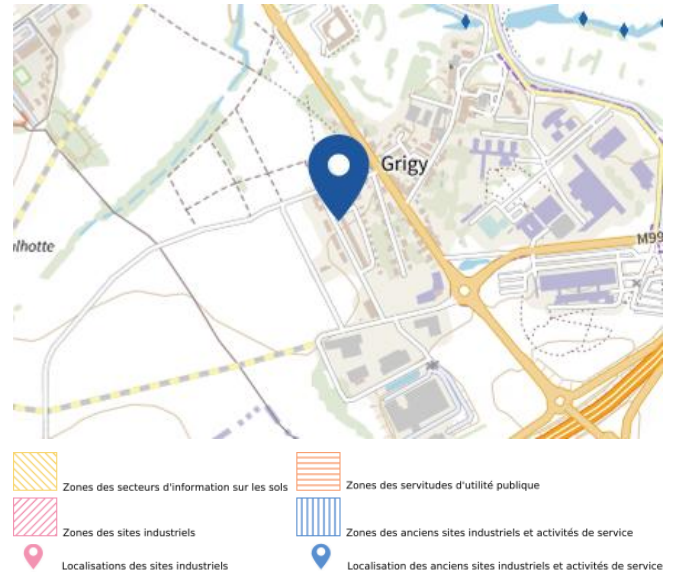 Grigy
M99
Zones des secteurs d'information sur les sols
Zones des servitudes d'utilité publique
Zones des sites industriels
Zones des anciens sites industriels et activités de service
Localisations des sites industriels
Localisation des anciens sites industriels et activités de service